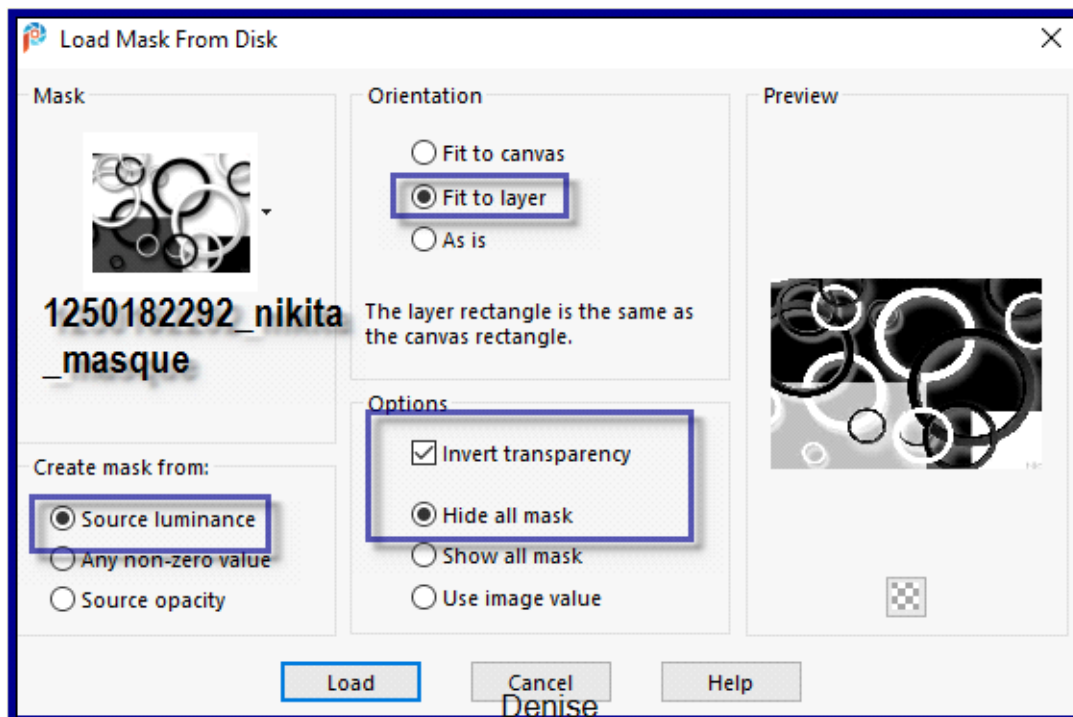 Load Mask From Disk
Mask
1250182292_nikita
_masque
Create mask from:
Source luminance
Any non-zero value
Source opacity
Orientation
Fit to canvas
Fit to layer
As is
The layer rectangle is the same as
the canvas rectangle.
Options
Invert transparency
Hide all mask
Show all mask
Use image value
Preview
Load
Cancel
Help
Denise